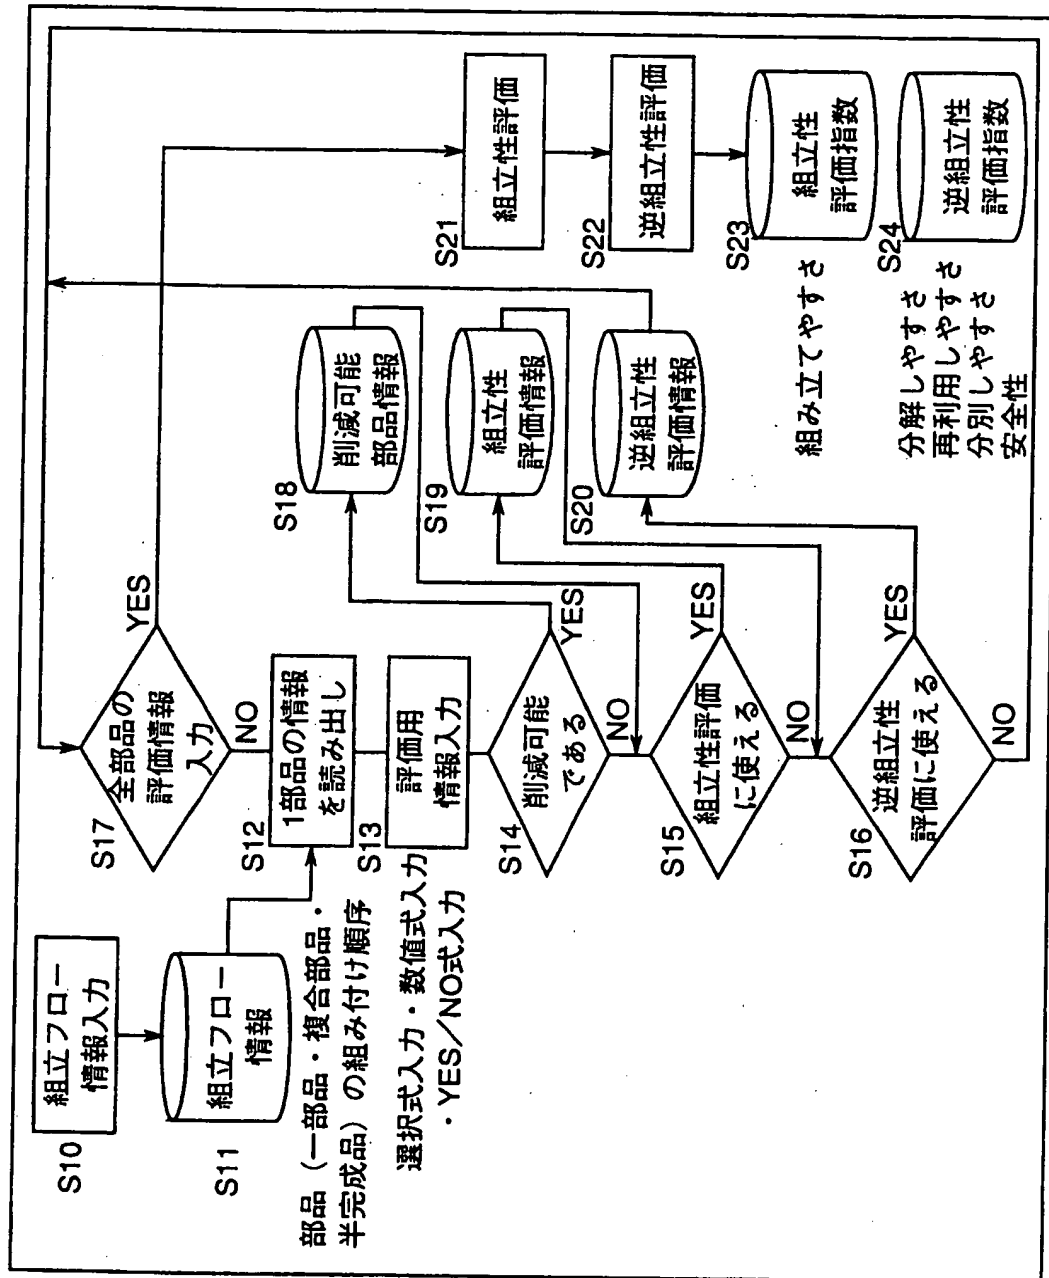 S10
組立フロー
情報入力
S11
組立フロー
情報
部品（一部品・複合部品・
半完成品）の組み付け順序
S17
全部品の
評価情報
入力
YES
NO
S12
1部品の情報
を読み出し
S13
評価用
情報入力
選択式入力・数値式入力
・YES／NO式入力
S14
削減可能
である
YES
NO
S15
組立性評価
に使える
YES
NO
S16
逆組立性
評価に使える
YES
NO
S18
削減可能
部品情報
S19
組立性
評価情報
S20
逆組立性
評価情報
S21
組立性評価
S22
逆組立性評価
S23
組立性
評価指数
組み立てやすさ
S24
逆組立性
評価指数
分解しやすさ
再利用しやすさ
分別しやすさ
安全性